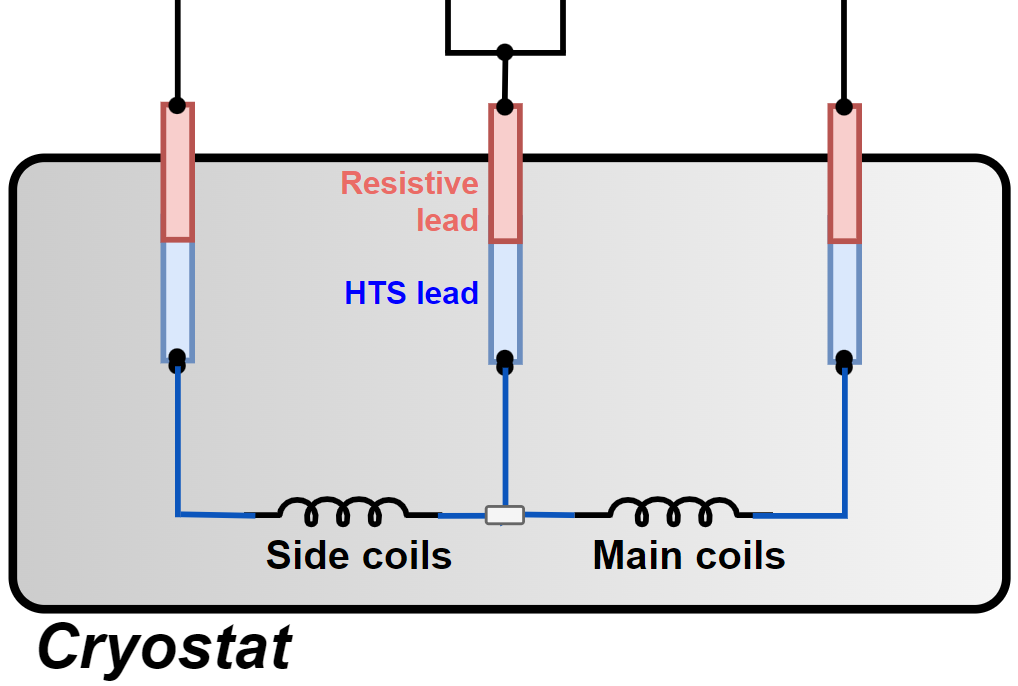 Resistive
lead
HTS lead
Side coils
Main coils
Cryostat